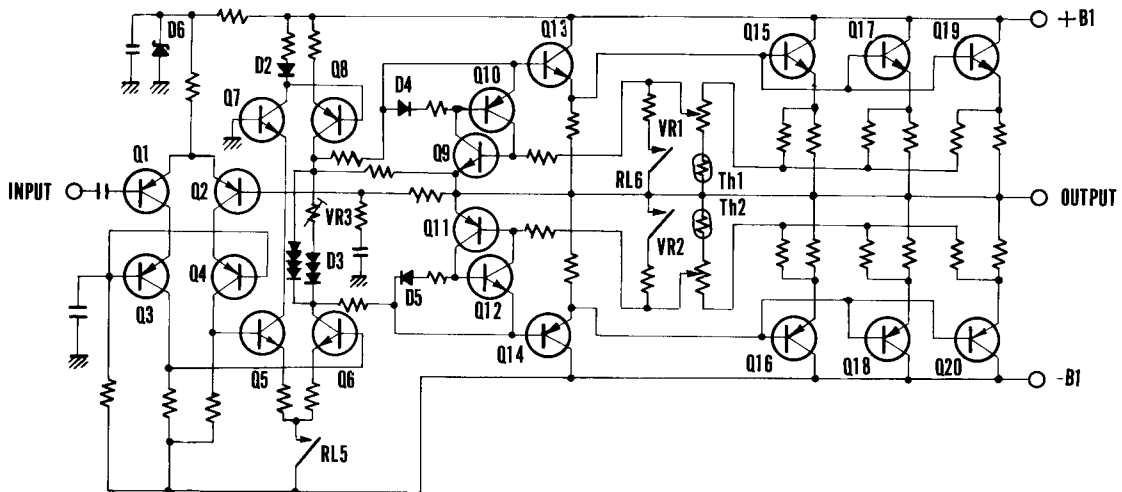 D6
Q13
Q15
Q17
Q19
+B1
D2
Q8
Q10
D4
Q7
Q9
VR1
Q1
RL6
Th1
INPUT
Q2
OUTPUT
Th2
VR3
Q11
VR2
Q4
D3
D5
Q3
Q12
Q14
Q16
Q18
Q20
Q5
Q6
-B1
RL5